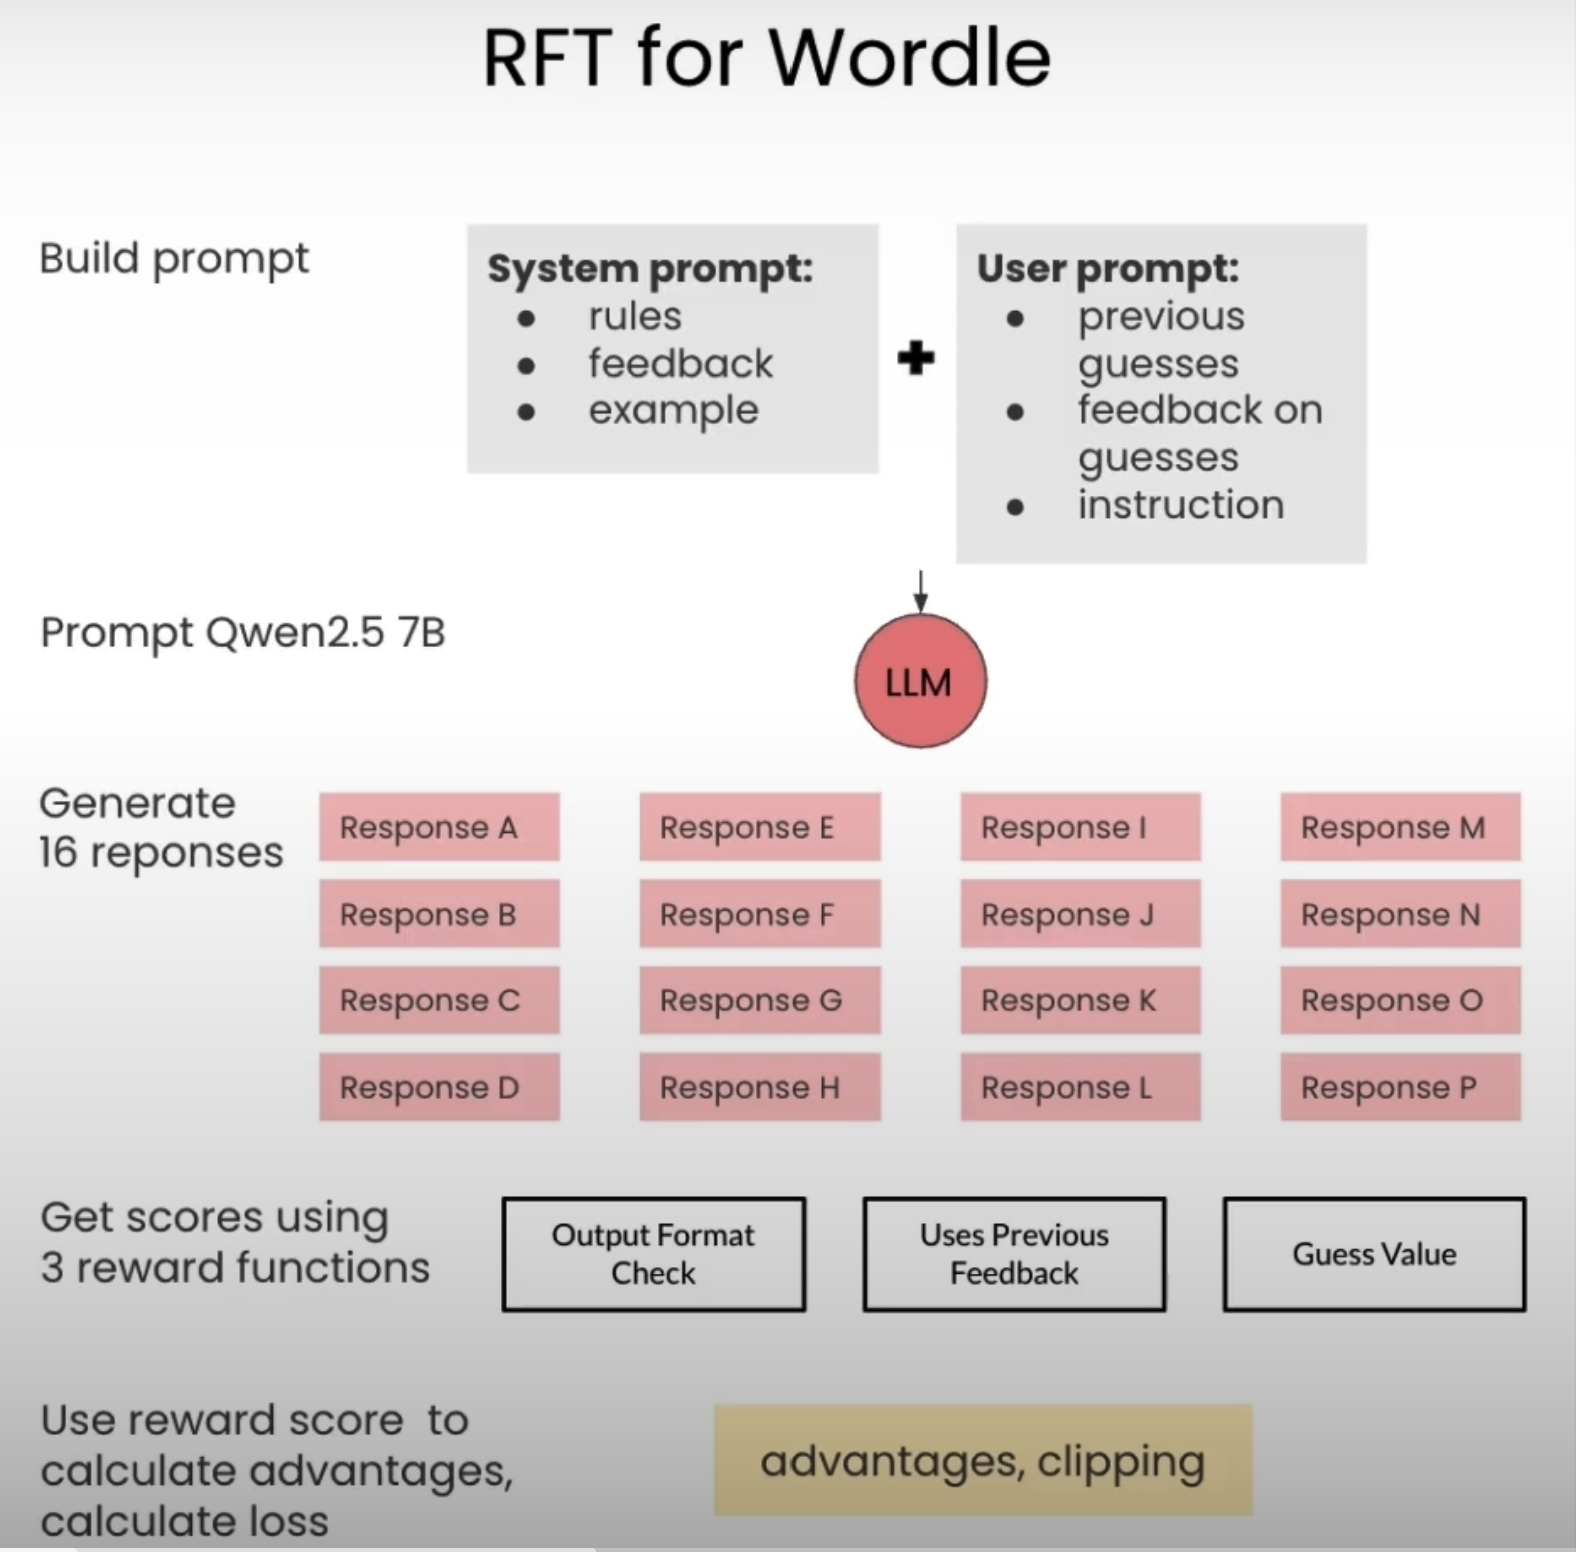 RFT for Wordle
Build prompt
System prompt:
● rules
● feedback
● example
User prompt:
● previous
guesses
● feedback on
guesses
● instruction
Prompt Qwen2.5 7B
LLM
Generate
16 reponses
Response A
Response E
Response I
Response M
Response B
Response F
Response J
Response N
Response C
Response G
Response K
Response O
Response D
Response H
Response L
Response P
Get scores using
3 reward functions
Output Format
Check
Uses Previous
Feedback
Guess Value
Use reward score to
calculate advantages,
calculate loss
advantages, clipping